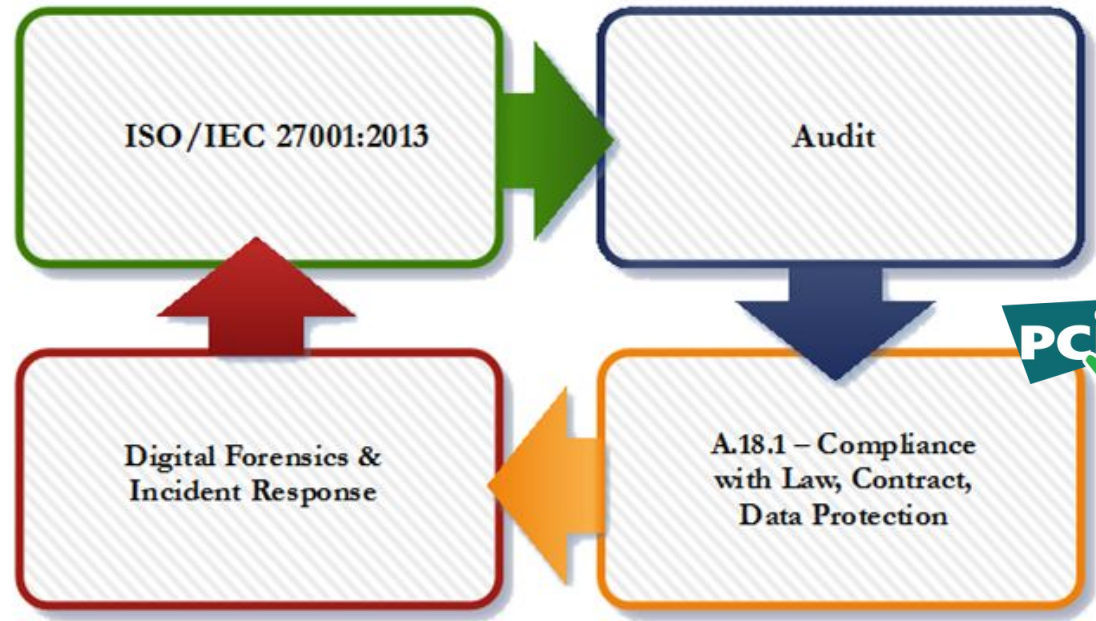 ISO/IEC 27001:2013
Audit
PC
A.18.1 – Compliance
with Law, Contract,
Data Protection
Digital Forensics &
Incident Response